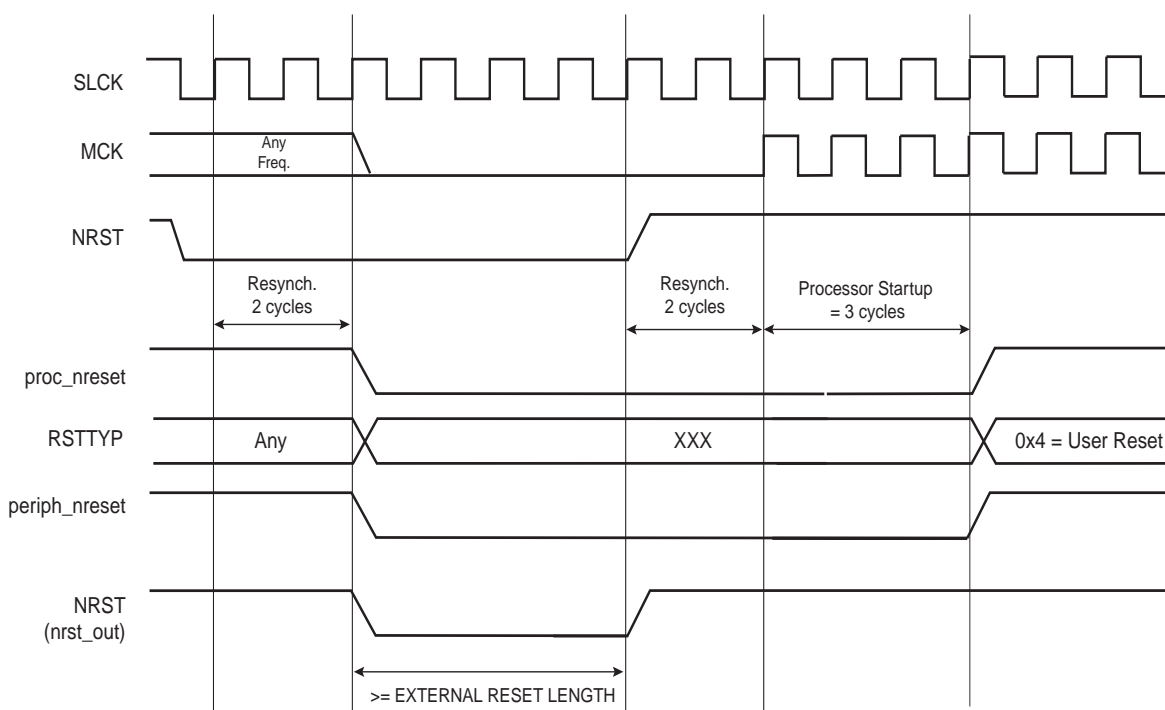 SLCK
MCK
Any
Freq.
NRST
Resynch.
2 cycles
Resynch.
2 cycles
Processor Startup
= 3 cycles
proc_nreset
RSTTYP
Any
XXX
0x4 = User Reset
periph_nreset
NRST
(nrst_out)
>= EXTERNAL RESET LENGTH